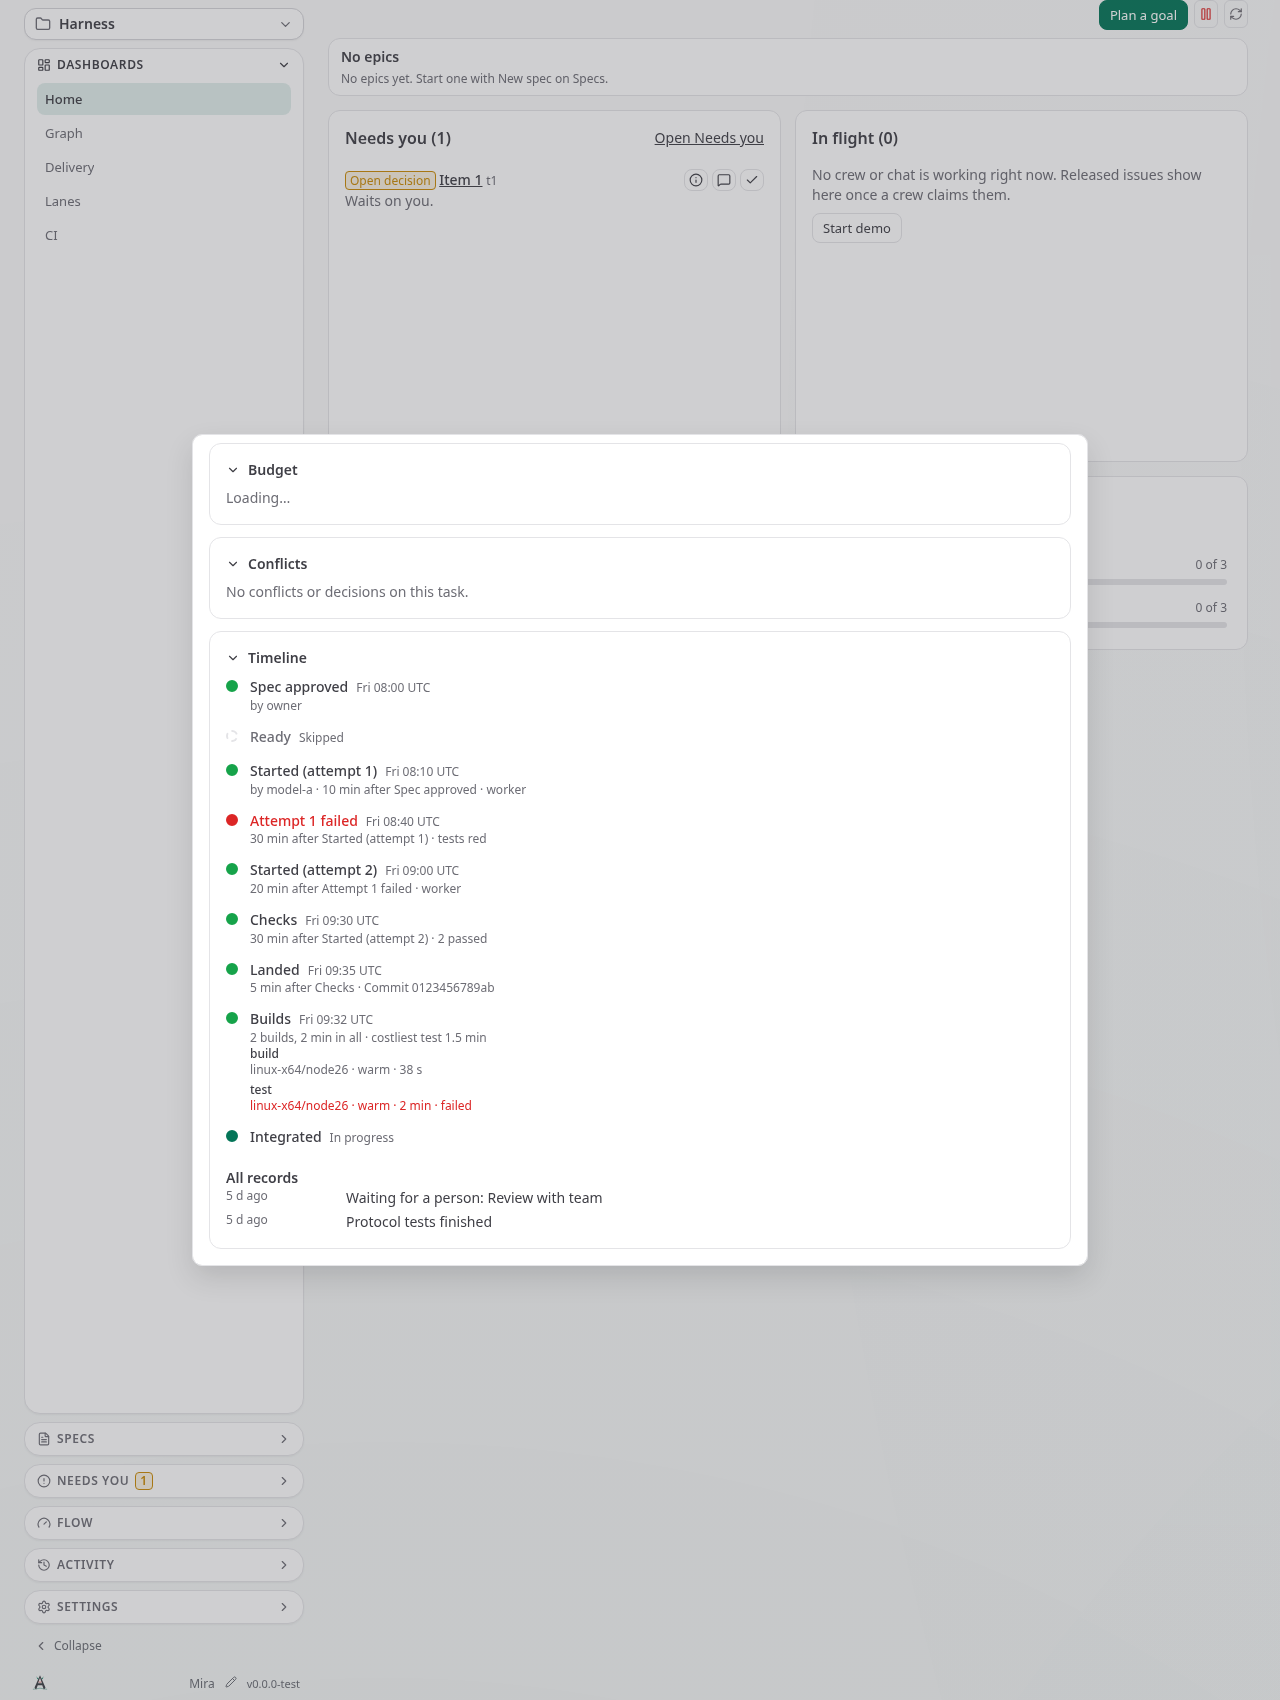 Harness
Plan a goal
DASHBOARDS
Home
Graph
Delivery
Lanes
CI
No epics
No epics yet. Start one with New spec on Specs.
Needs you (1)
Open Needs you
Open decision Item 1 t1
Waits on you.
In flight (0)
No crew or chat is working right now. Released issues show
here once a crew claims them.
Start demo
0 of 3
0 of 3
Budget
Loading...
Conflicts
No conflicts or decisions on this task.
Timeline
Spec approved Fri 08:00 UTC
by owner
Ready Skipped
Started (attempt 1) Fri 08:10 UTC
by model-a · 10 min after Spec approved · worker
Attempt 1 failed Fri 08:40 UTC
30 min after Started (attempt 1) · tests red
Started (attempt 2) Fri 09:00 UTC
20 min after Attempt 1 failed · worker
Checks Fri 09:30 UTC
30 min after Started (attempt 2) · 2 passed
Landed Fri 09:35 UTC
5 min after Checks · Commit 0123456789ab
Builds Fri 09:32 UTC
2 builds, 2 min in all · costliest test 1.5 min
build
linux-x64/node26 · warm · 38 s
test
linux-x64/node26 · warm · 2 min · failed
Integrated In progress
All records
5 d ago Waiting for a person: Review with team
5 d ago Protocol tests finished
SPECS
NEEDS YOU 1
FLOW
ACTIVITY
SETTINGS
Collapse
Mira v0.0.0-test